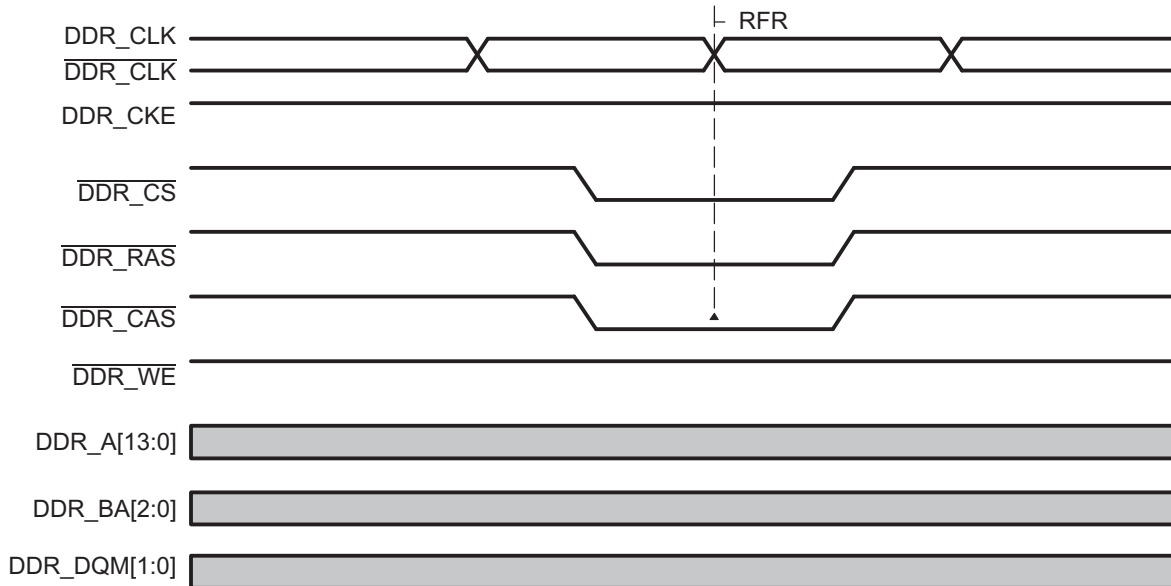 RFR
DDR_CLK
DDR_CLK
DDR_CKE
DDR_CS
DDR_RAS
DDR_CAS
DDR_WE
DDR_A[13:0]
DDR_BA[2:0]
DDR_DQM[1:0]